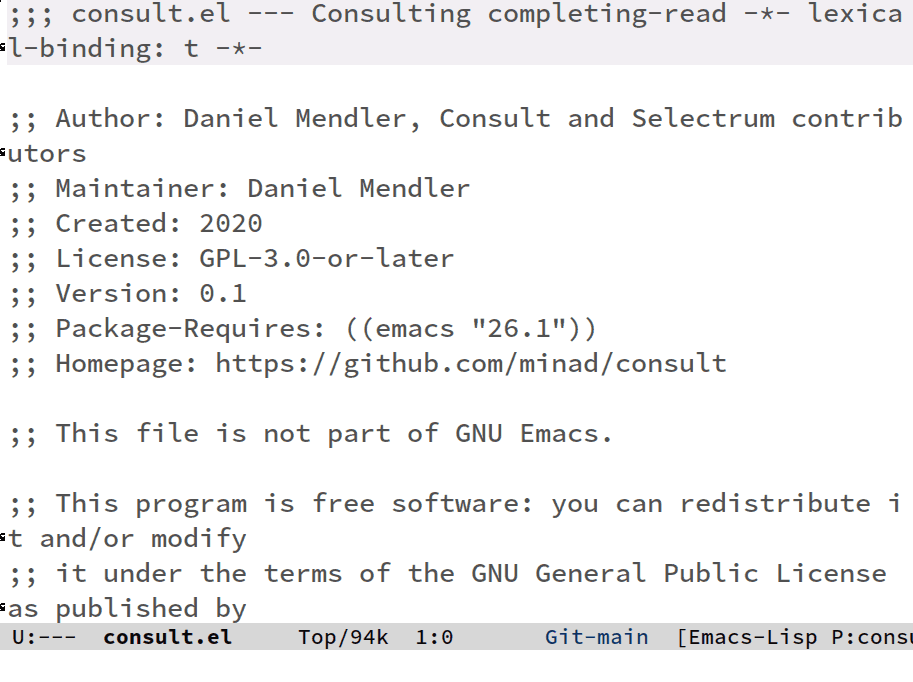 ;;; consult.el --- Consulting completing-read -*- lexica
l-binding: t -*-
;; Author: Daniel Mendler, Consult and Selectrum contrib
utors
;; Maintainer: Daniel Mendler
;; Created: 2020
;; License: GPL-3.0-or-later
;; Version: 0.1
;; Package-Requires: ((emacs "26.1"))
;; Homepage: https://github.com/minad/consult
;; This file is not part of GNU Emacs.
;; This program is free software: you can redistribute i
t and/or modify
;; it under the terms of the GNU General Public License
as published by
U:--- consult.el Top/94k 1:0 Git-main [Emacs-Lisp P:consu